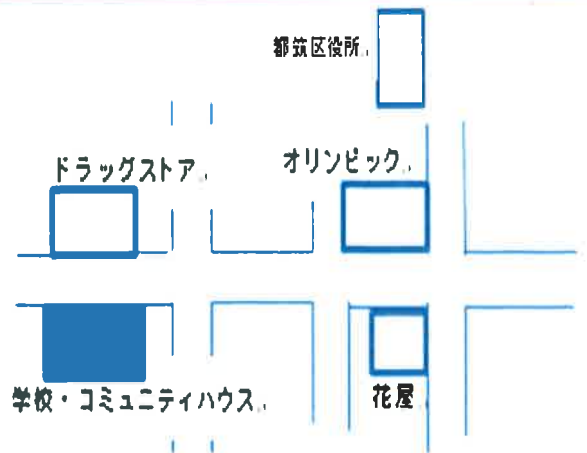 都筑区役所
ドラッグストア
オリンピック
学校・コミュニティハウス
花屋